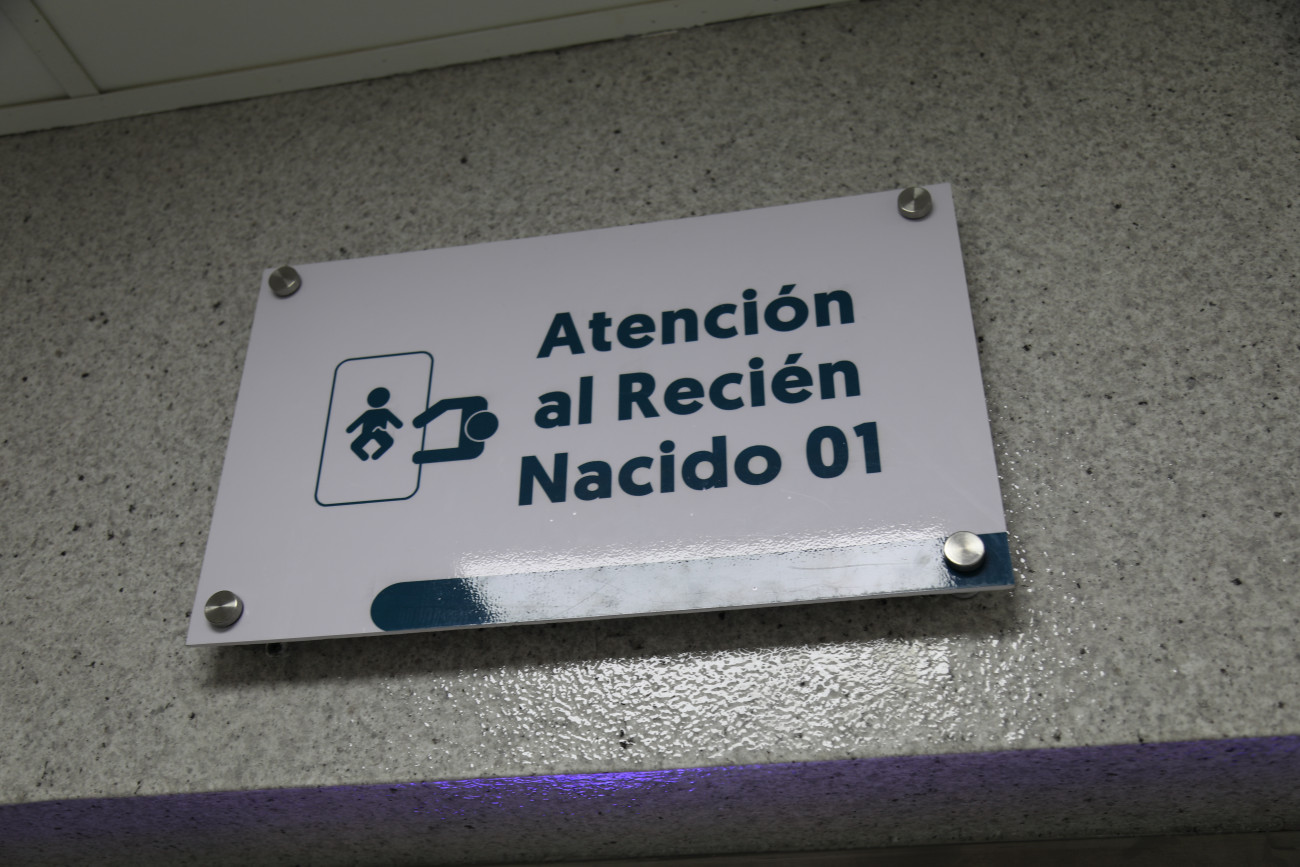 Atención
al Recién
Nacido 01